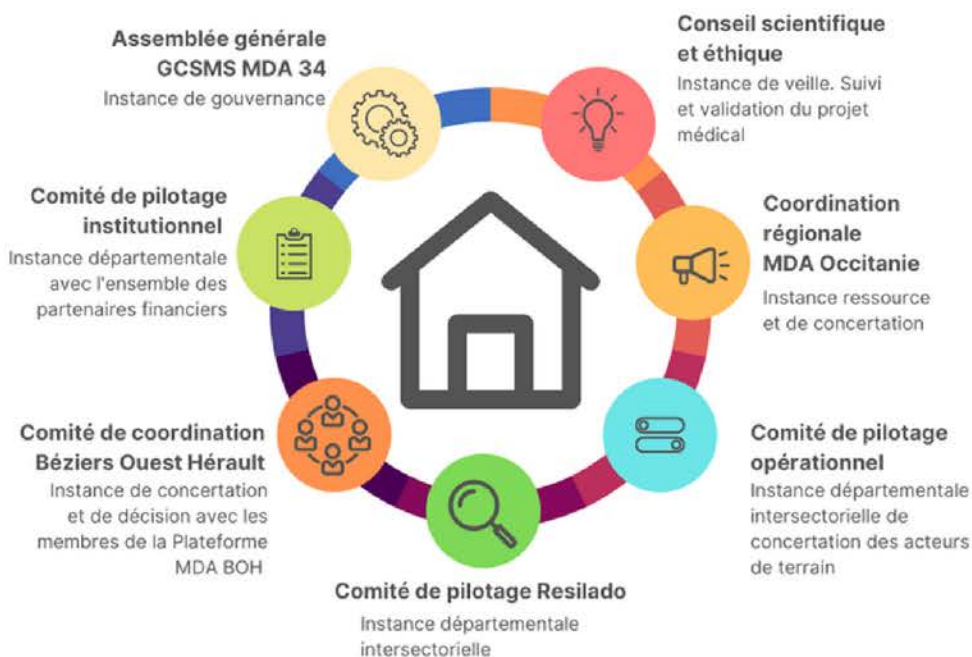 Assemblée générale
GCSMS MDA 34
Instance de gouvernance
Conseil scientifique
et éthique
Instance de veille. Suivi
et validation du projet
médical
Comité de pilotage
institutionnel
Instance départementale
avec l'ensemble des
partenaires financiers
Coordination
régionale
MDA Occitanie
Instance ressource
et de concertation
Comité de coordination
Béziers Ouest Hérault
Instance de concertation
et de décision avec les
membres de la Plateforme
MDA BOH
Comité de pilotage
opérationnel
Instance départementale
intersectorielle de
concertation des acteurs
de terrain
Comité de pilotage Resilado
Instance départementale
intersectorielle